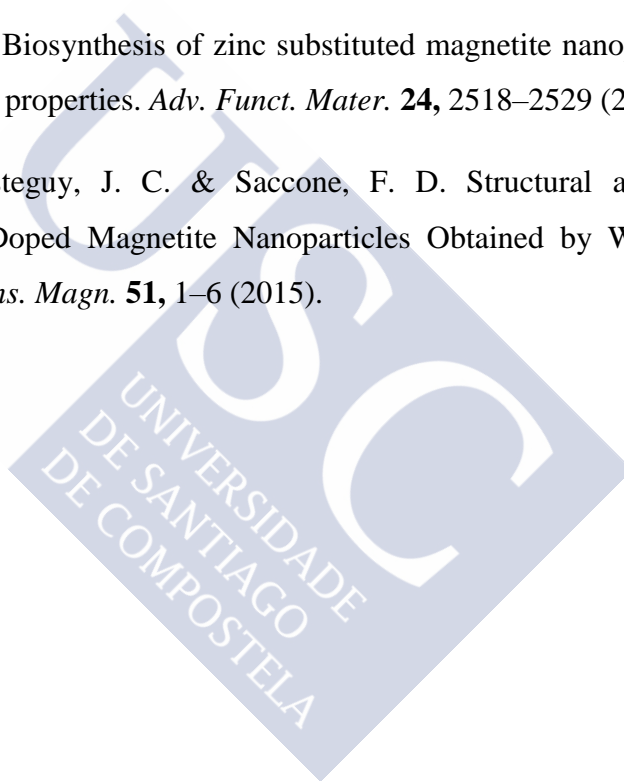 Biosynthesis of zinc substituted magnetite nano
properties. Adv. Funct. Mater. 24, 2518–2529 (2
teguy, J. C. & Saccone, F. D. Structural a
Doped Magnetite Nanoparticles Obtained by W
ns. Magn. 51, 1–6 (2015).
USC
UNIVERSIDADE
DE SANTIAGO
DE COMPOSTELA